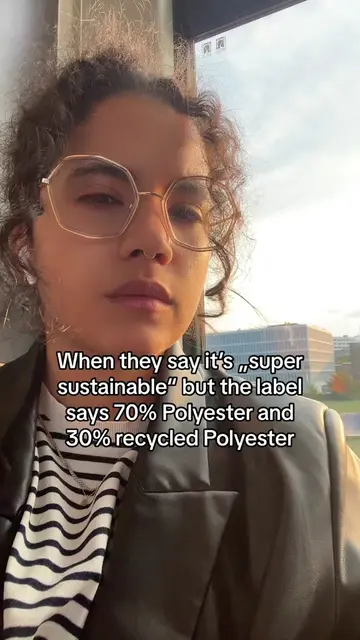 When they say it's „super
sustainable“ but the label
says 70% Polyester and
30% recycled Polyester